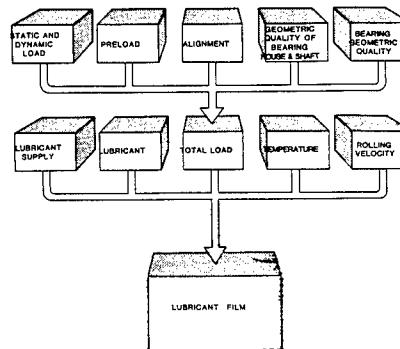 STATIC AND
DYNAMIC
LOAD
PRELOAD
ALIGNMENT
GEOMETRIC
QUALITY OF
BEARING
HOUSE & SHAFT
BEARING
GEOMETRIC
QUALITY
LUBRICANT
SUPPLY
LUBRICANT
TOTAL LOAD
TEMPERATURE
ROLLING
VELOCITY
LUBRICANT FILM